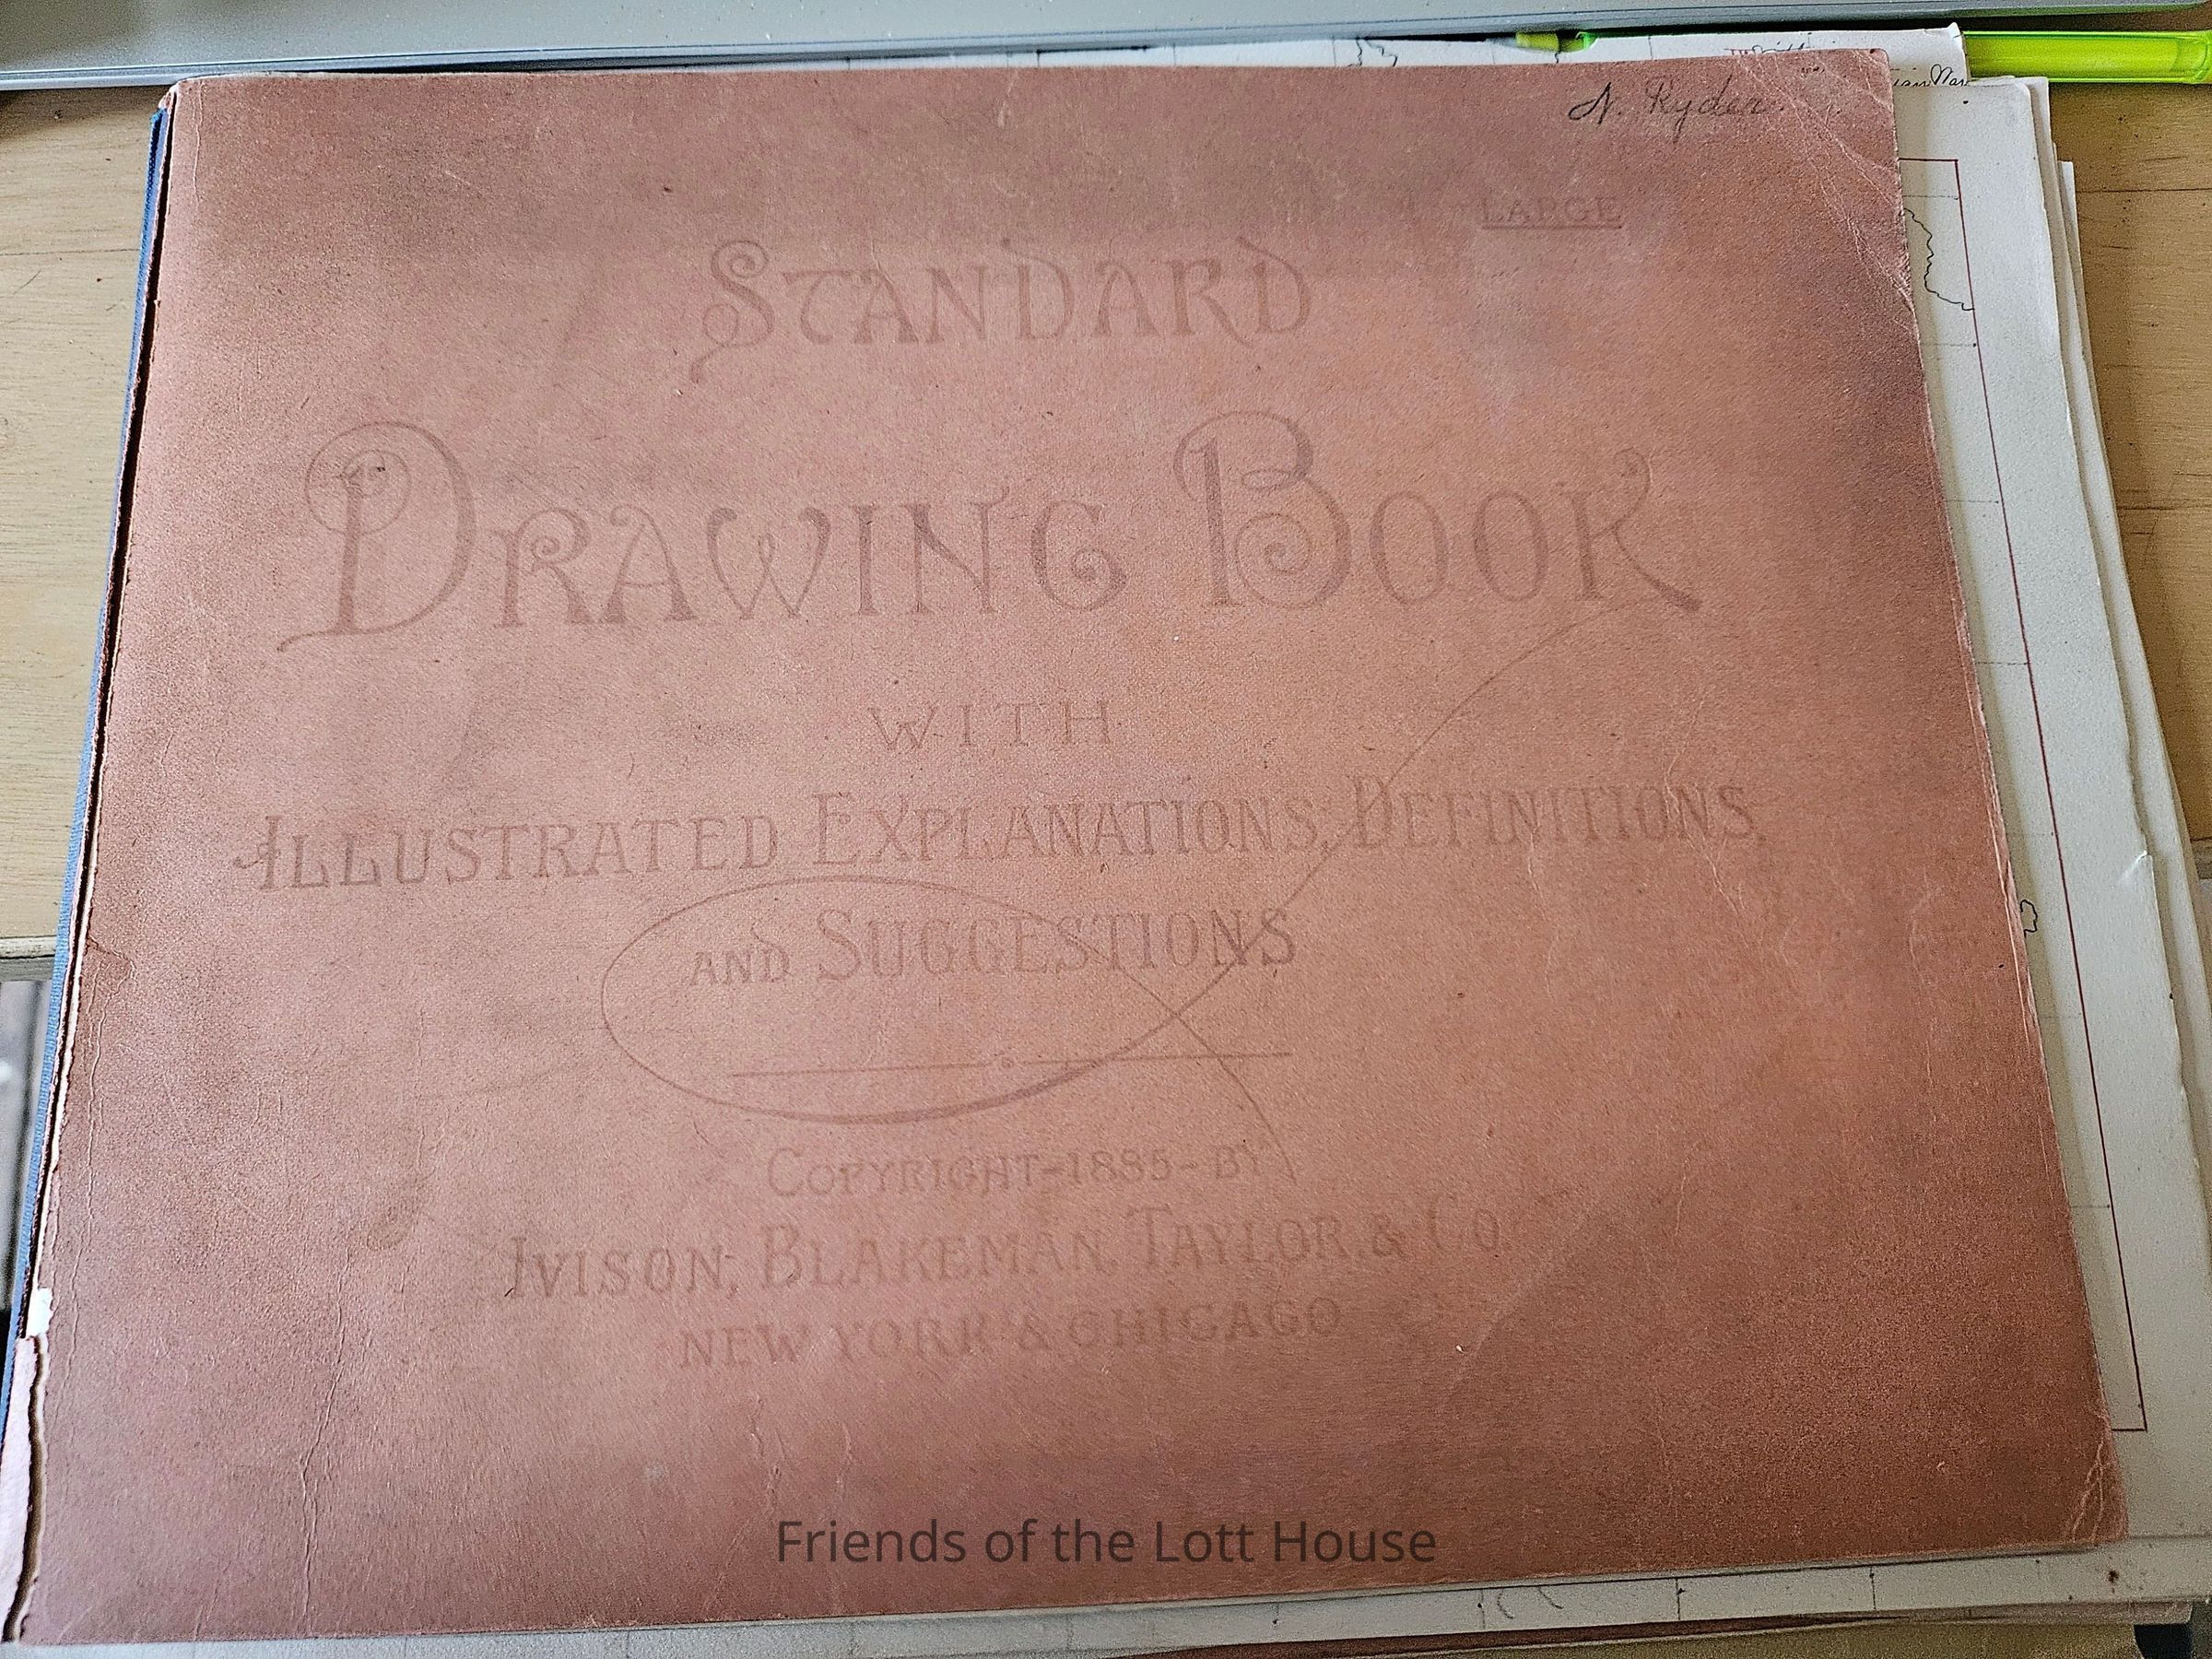 A. Ryder.
LARGE
STANDARD
DRAWING BOOK
WITH
ILLUSTRATED EXPLANATIONS, DEFINITIONS,
AND SUGGESTIONS
COPYRIGHT-1885-BY
IVISON, BLAKEMAN, TAYLOR, & CO.
NEW YORK & CHICAGO
Friends of the Lott House